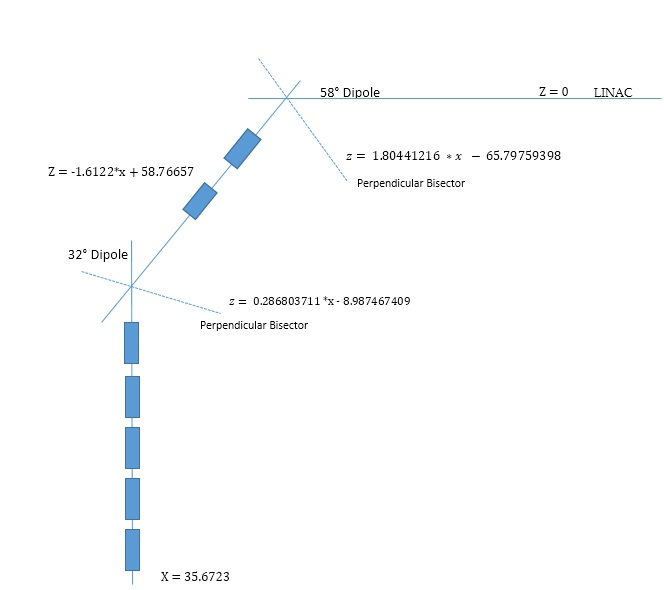 58° Dipole
Z = 0
LINAC
z = 1.80441216 * x − 65.79759398
Perpendicular Bisector
Z = -1.6122*x + 58.76657
32° Dipole
z = 0.286803711 *x - 8.987467409
Perpendicular Bisector
X = 35.6723